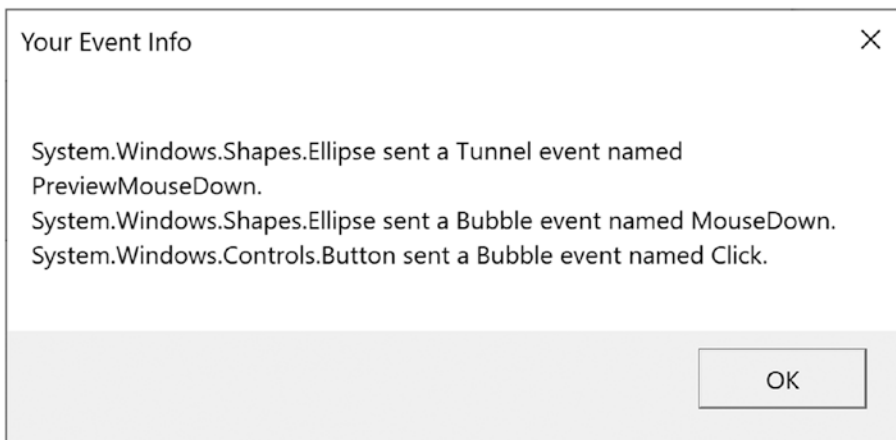 Your Event Info
System.Windows.Shapes.Ellipse sent a Tunnel event named
PreviewMouseDown.
System.Windows.Shapes.Ellipse sent a Bubble event named MouseDown.
System.Windows.Controls.Button sent a Bubble event named Click.
OK